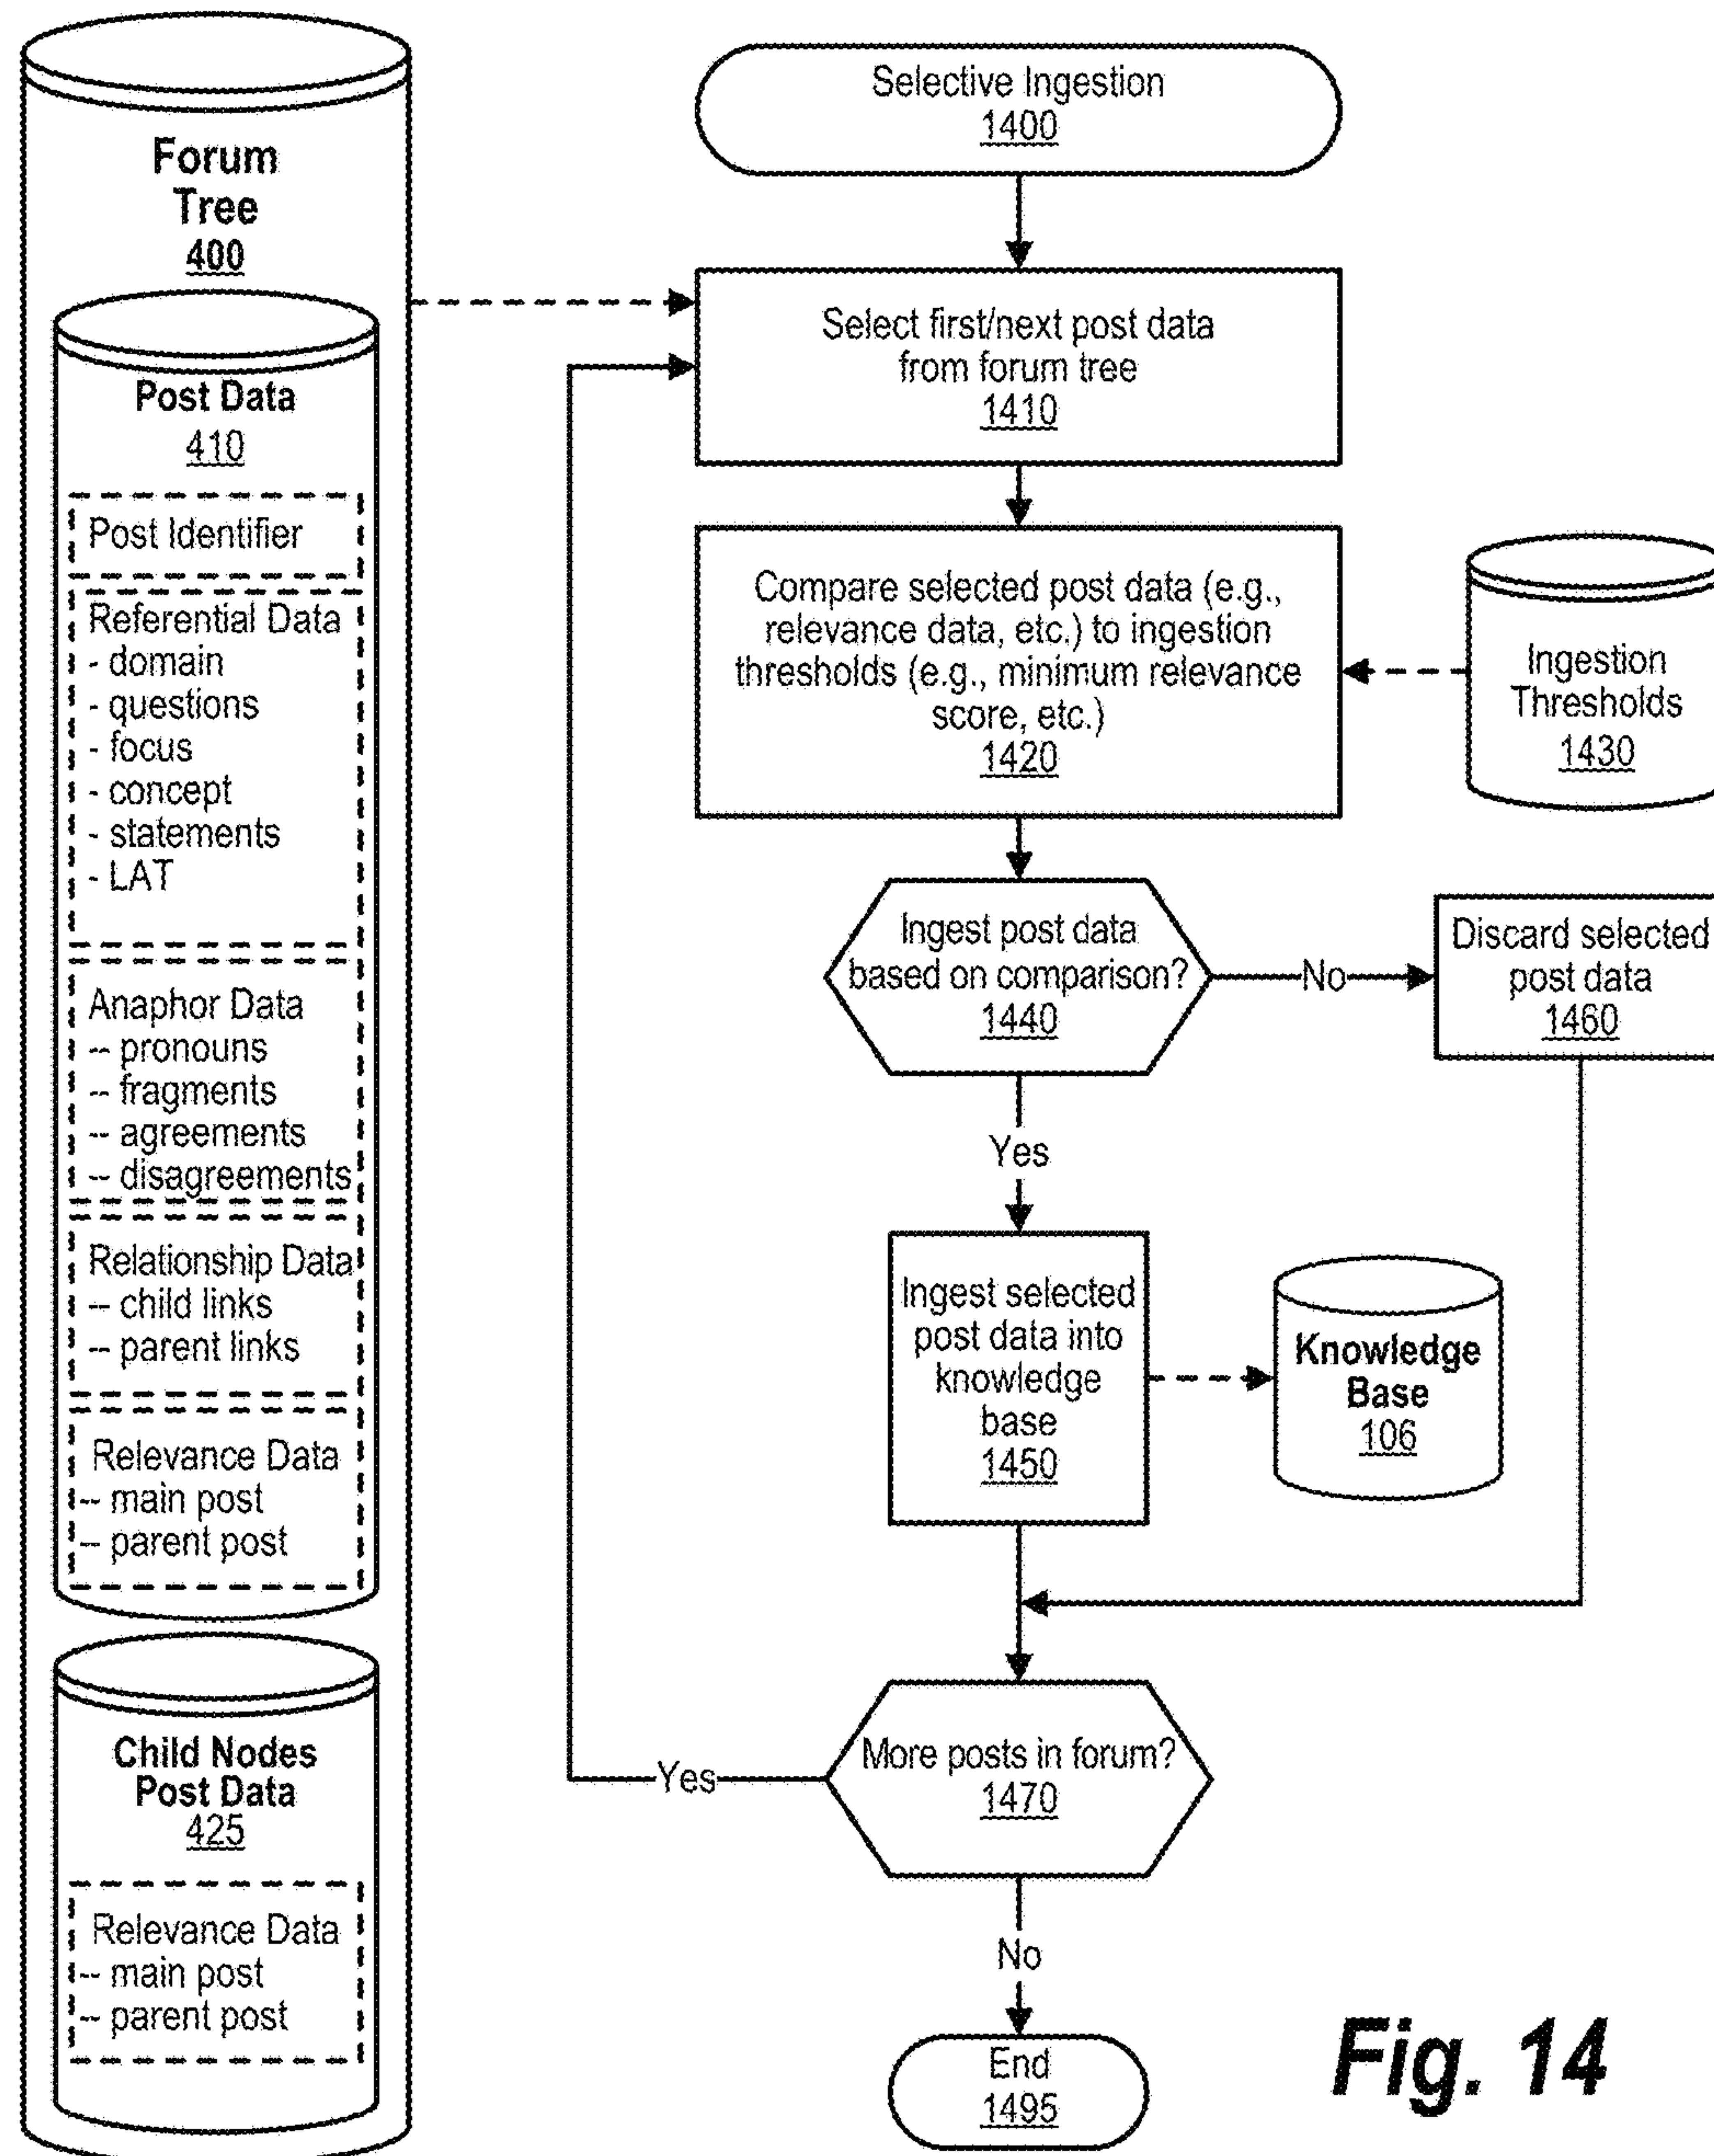 Forum
Tree
400
Post Data
410
Post Identifier
Referential Data
- domain
- questions
- focus
- concept
- statements
- LAT
Anaphor Data
-- pronouns
-- fragments
-- agreements
-- disagreements
Relationship Data
-- child links
-- parent links
Relevance Data
-- main post
-- parent post
Child Nodes
Post Data
425
Relevance Data
-- main post
-- parent post
Selective Ingestion
1400
Select first/next post data
from forum tree
1410
Compare selected post data (e.g.,
relevance data, etc.) to ingestion
thresholds (e.g., minimum relevance
score, etc.)
1420
Ingestion
Thresholds
1430
Ingest post data
based on comparison?
1440
No
Discard selected
post data
1460
Yes
Ingest selected
post data into
knowledge
base
1450
Knowledge
Base
106
More posts in forum?
1470
Yes
No
End
1495
Fig. 14